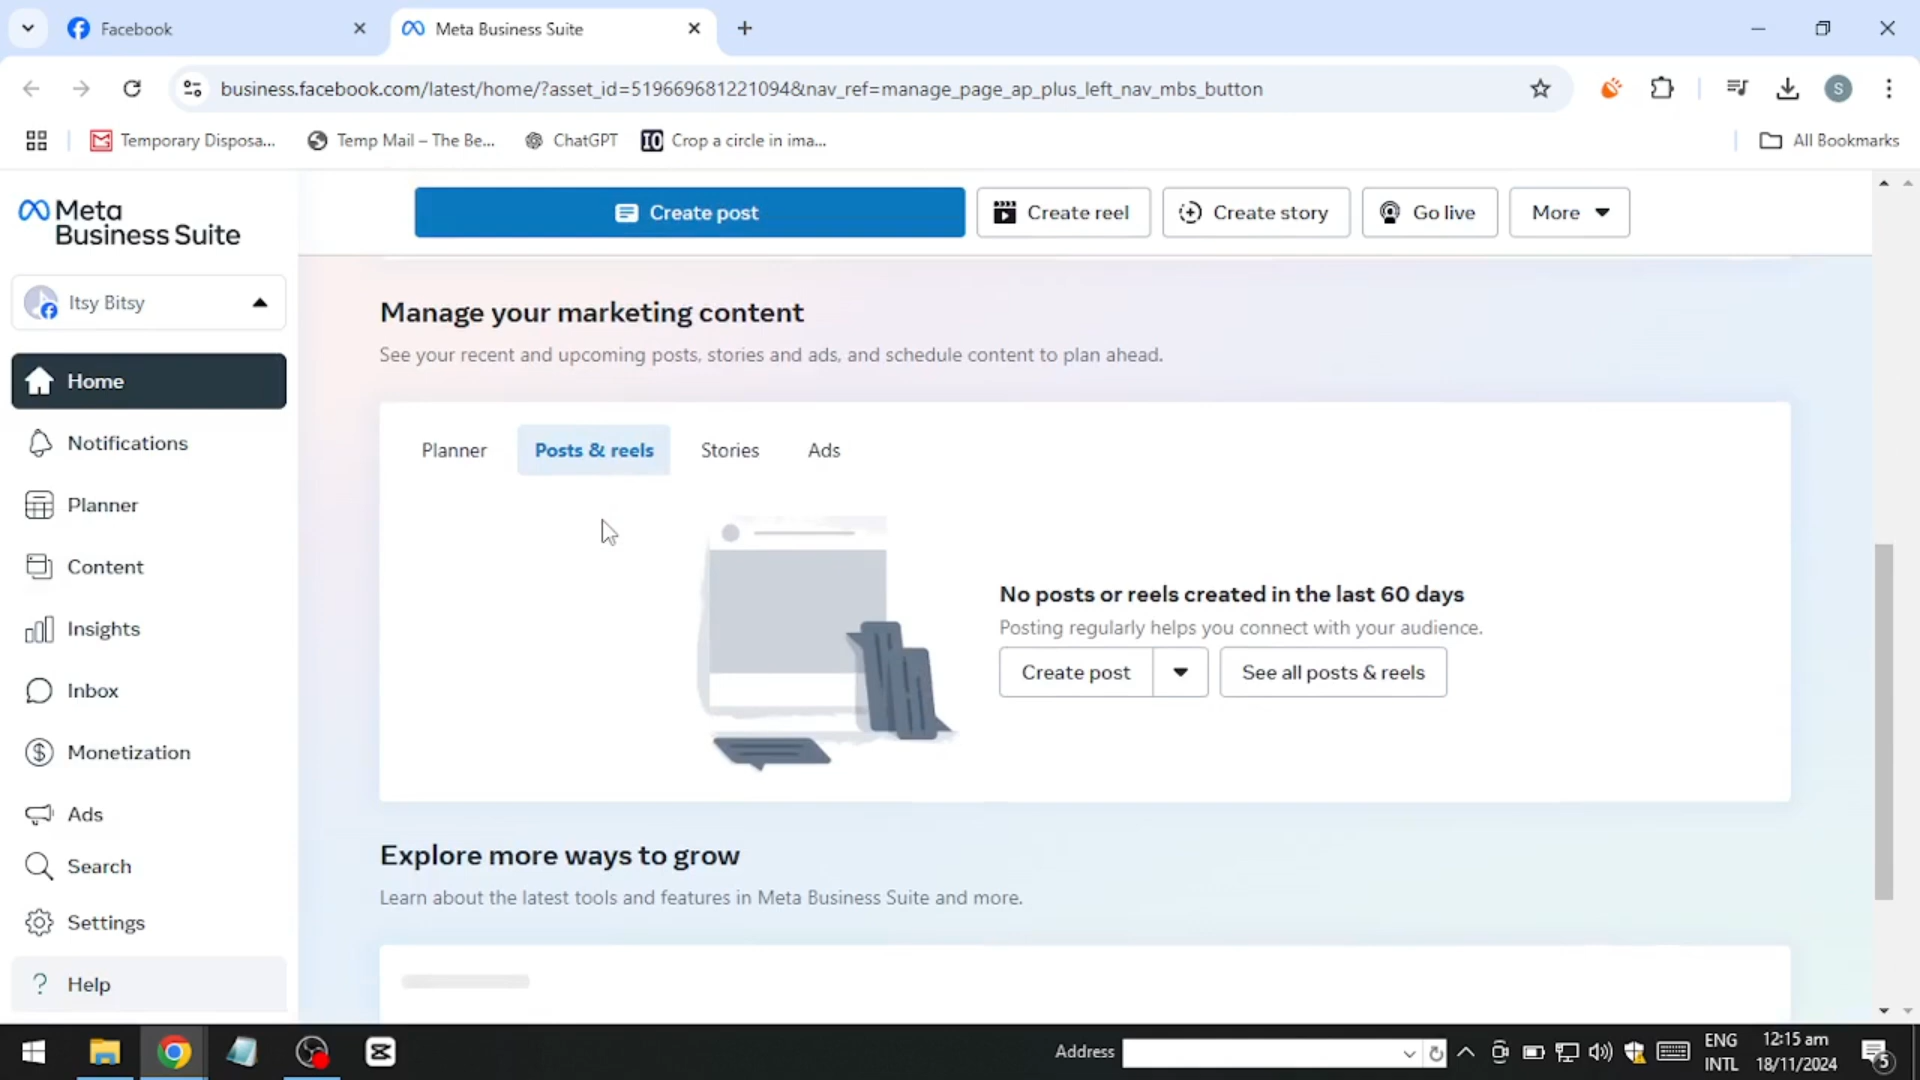 Facebook
Meta Business Suite
business.facebook.com/latest/home/?asset_id=519669681221094&nav_ref=manage_page_ap_plus_left_nav_mbs_button
S
Temporary Disposa...
Temp Mail – The Be...
ChatGPT
IO Crop a circle in ima...
All Bookmarks
Meta
Business Suite
Create post
Create reel
Create story
Go live
More
Itsy Bitsy
Home
Notifications
Planner
Content
Insights
Inbox
Monetization
Ads
Search
Settings
? Help
Manage your marketing content
See your recent and upcoming posts, stories and ads, and schedule content to plan ahead.
Planner
Posts & reels
Stories
Ads
No posts or reels created in the last 60 days
Posting regularly helps you connect with your audience.
Create post
See all posts & reels
Explore more ways to grow
Learn about the latest tools and features in Meta Business Suite and more.
Address
ENG
INTL
12:15 am
18/11/2024
5